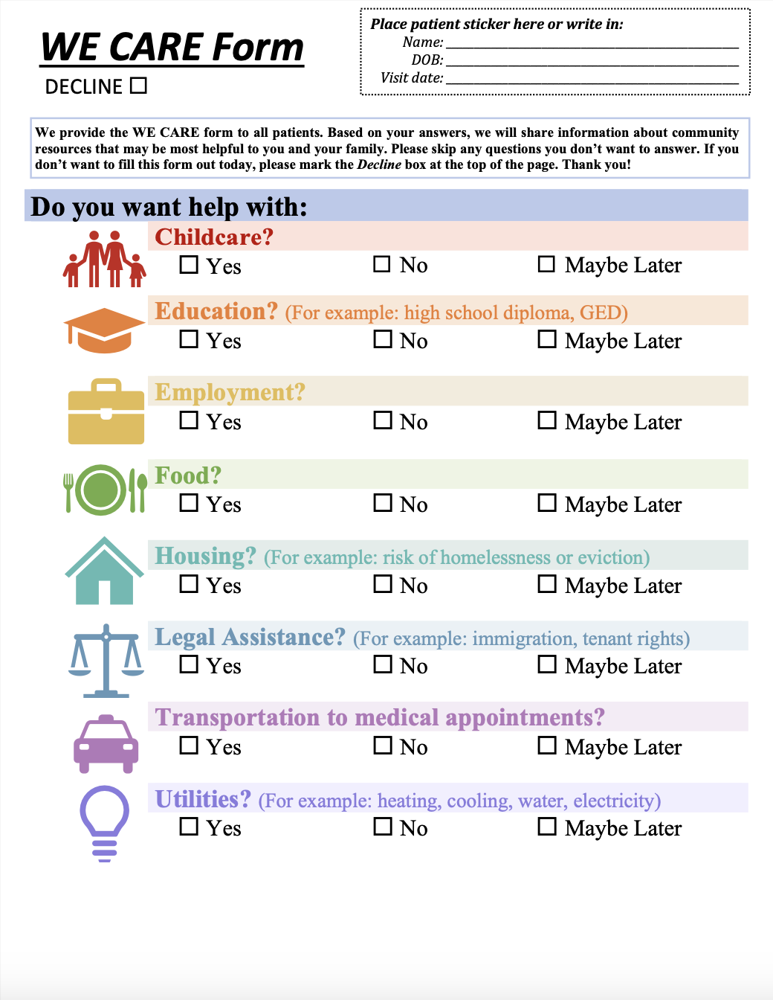 WE CARE Form
DECLINE ☐
Place patient sticker here or write in:
Name:
DOB:
Visit date:
We provide the WE CARE form to all patients. Based on your answers, we will share information about community
resources that may be most helpful to you and your family. Please skip any questions you don’t want to answer. If you
don’t want to fill this form out today, please mark the Decline box at the top of the page. Thank you!
Do you want help with:
Childcare?
☐ Yes ☐ No ☐ Maybe Later
Education? (For example: high school diploma, GED)
☐ Yes ☐ No ☐ Maybe Later
Employment?
☐ Yes ☐ No ☐ Maybe Later
Food?
☐ Yes ☐ No ☐ Maybe Later
Housing? (For example: risk of homelessness or eviction)
☐ Yes ☐ No ☐ Maybe Later
Legal Assistance? (For example: immigration, tenant rights)
☐ Yes ☐ No ☐ Maybe Later
Transportation to medical appointments?
☐ Yes ☐ No ☐ Maybe Later
Utilities? (For example: heating, cooling, water, electricity)
☐ Yes ☐ No ☐ Maybe Later